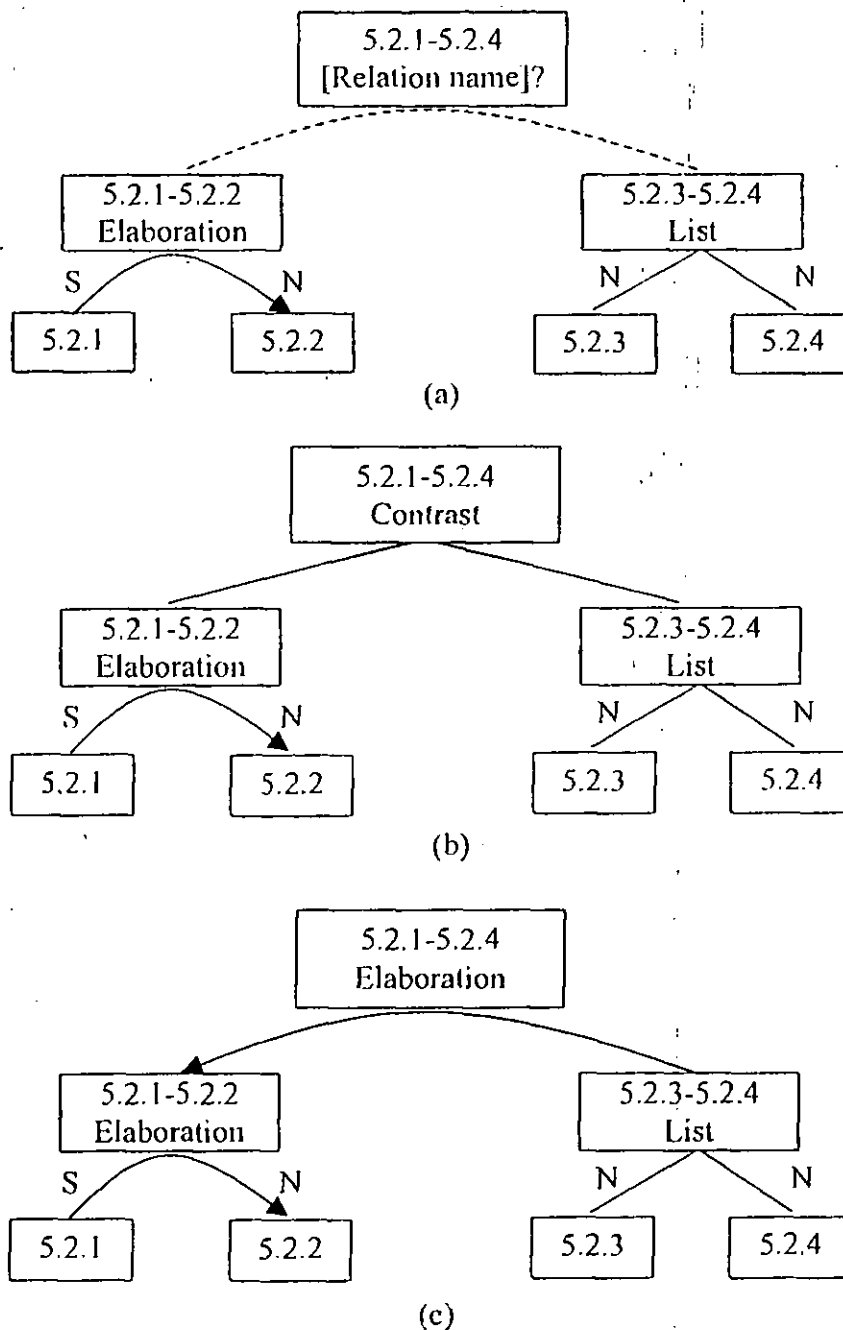 5.2.1-5.2.4
[Relation name]?
5.2.1-5.2.2
Elaboration
5.2.3-5.2.4
List
S
N
N
N
5.2.1
5.2.2
5.2.3
5.2.4
(a)
5.2.1-5.2.4
Contrast
5.2.1-5.2.2
Elaboration
5.2.3-5.2.4
List
S
N
N
N
5.2.1
5.2.2
5.2.3
5.2.4
(b)
5.2.1-5.2.4
Elaboration
5.2.1-5.2.2
Elaboration
5.2.3-5.2.4
List
S
N
N
N
5.2.1
5.2.2
5.2.3
5.2.4
(c)